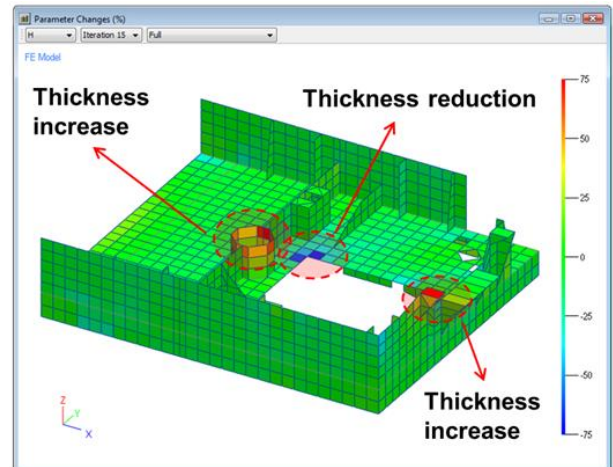 Parameter Changes (%)
H Iteration 15 Full
FE Model
Thickness
increase
Thickness reduction
75
50
25
0
-25
-50
-75
Thickness
increase
Z
Y
X